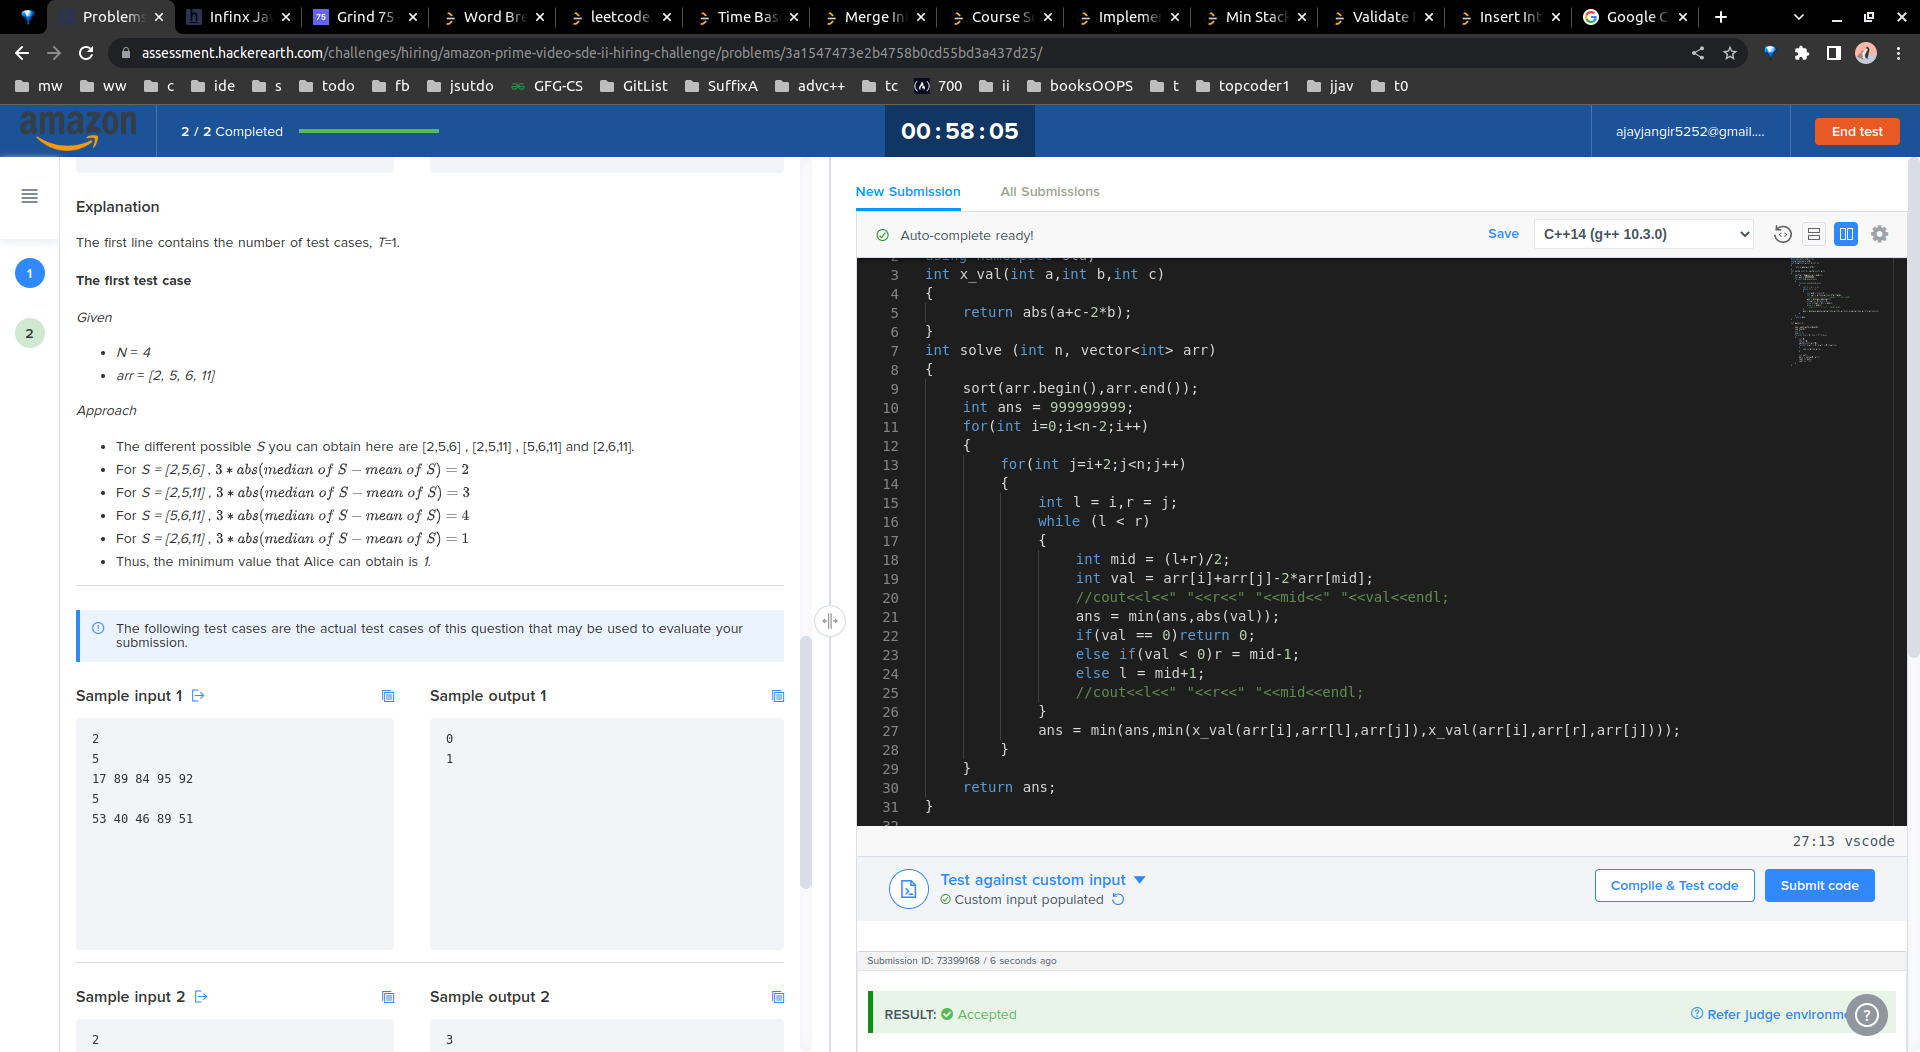 Problems
Infinx Ja
Grind 75
Word Bre
leetcode.
Time Bas
Merge In
Course S
Implemen
Min Stac
Validate
Insert Int
Google C
assessment.hackerearth.com/challenges/hiring/amazon-prime-video-sde-ii-hiring-challenge/problems/3a1547473e2b4758b0cd55bd3a437d25/
mw ww c ide s todo fb jsutdo GFG-CS GitList SuffixA advc++ tc 700 ii booksOOPS t topcoder1 jjav t0
amazon
2 / 2 Completed
00:58:05
ajayjangir5252@gmail....
End test
1
2
Explanation
The first line contains the number of test cases, T=1.
The first test case
Given
• N = 4
• arr = [2, 5, 6, 11]
Approach
• The different possible S you can obtain here are [2,5,6] , [2,5,11] , [5,6,11] and [2,6,11].
• For S = [2,5,6] , 3 ∗ abs(median of S − mean of S) = 2
• For S = [2,5,11] , 3 ∗ abs(median of S − mean of S) = 3
• For S = [5,6,11] , 3 ∗ abs(median of S − mean of S) = 4
• For S = [2,6,11] , 3 ∗ abs(median of S − mean of S) = 1
• Thus, the minimum value that Alice can obtain is 1.
The following test cases are the actual test cases of this question that may be used to evaluate your
submission.
Sample input 1
2
5
17 89 84 95 92
5
53 40 46 89 51
Sample output 1
0
1
Sample input 2
2
Sample output 2
3
New Submission
All Submissions
Auto-complete ready!
Save
C++14 (g++ 10.3.0)
2 using namespace std;
3 int x_val(int a,int b,int c)
4 {
5 return abs(a+c-2*b);
6 }
7 int solve (int n, vector<int> arr)
8 {
9 sort(arr.begin(),arr.end());
10 int ans = 999999999;
11 for(int i=0;i<n-2;i++)
12 {
13 for(int j=i+2;j<n;j++)
14 {
15 int l = i,r = j;
16 while (l < r)
17 {
18 int mid = (l+r)/2;
19 int val = arr[i]+arr[j]-2*arr[mid];
20 //cout<<l<<" "<<r<<" "<<mid<<" "<<val<<endl;
21 ans = min(ans,abs(val));
22 if(val == 0)return 0;
23 else if(val < 0)r = mid-1;
24 else l = mid+1;
25 //cout<<l<<" "<<r<<" "<<mid<<endl;
26 }
27 ans = min(ans,min(x_val(arr[i],arr[l],arr[j]),x_val(arr[i],arr[r],arr[j])));
28 }
29 }
30 return ans;
31 }
32
27:13 vscode
Test against custom input
Custom input populated
Compile & Test code
Submit code
Submission ID: 73399168 / 6 seconds ago
RESULT: Accepted
Refer judge environme
?